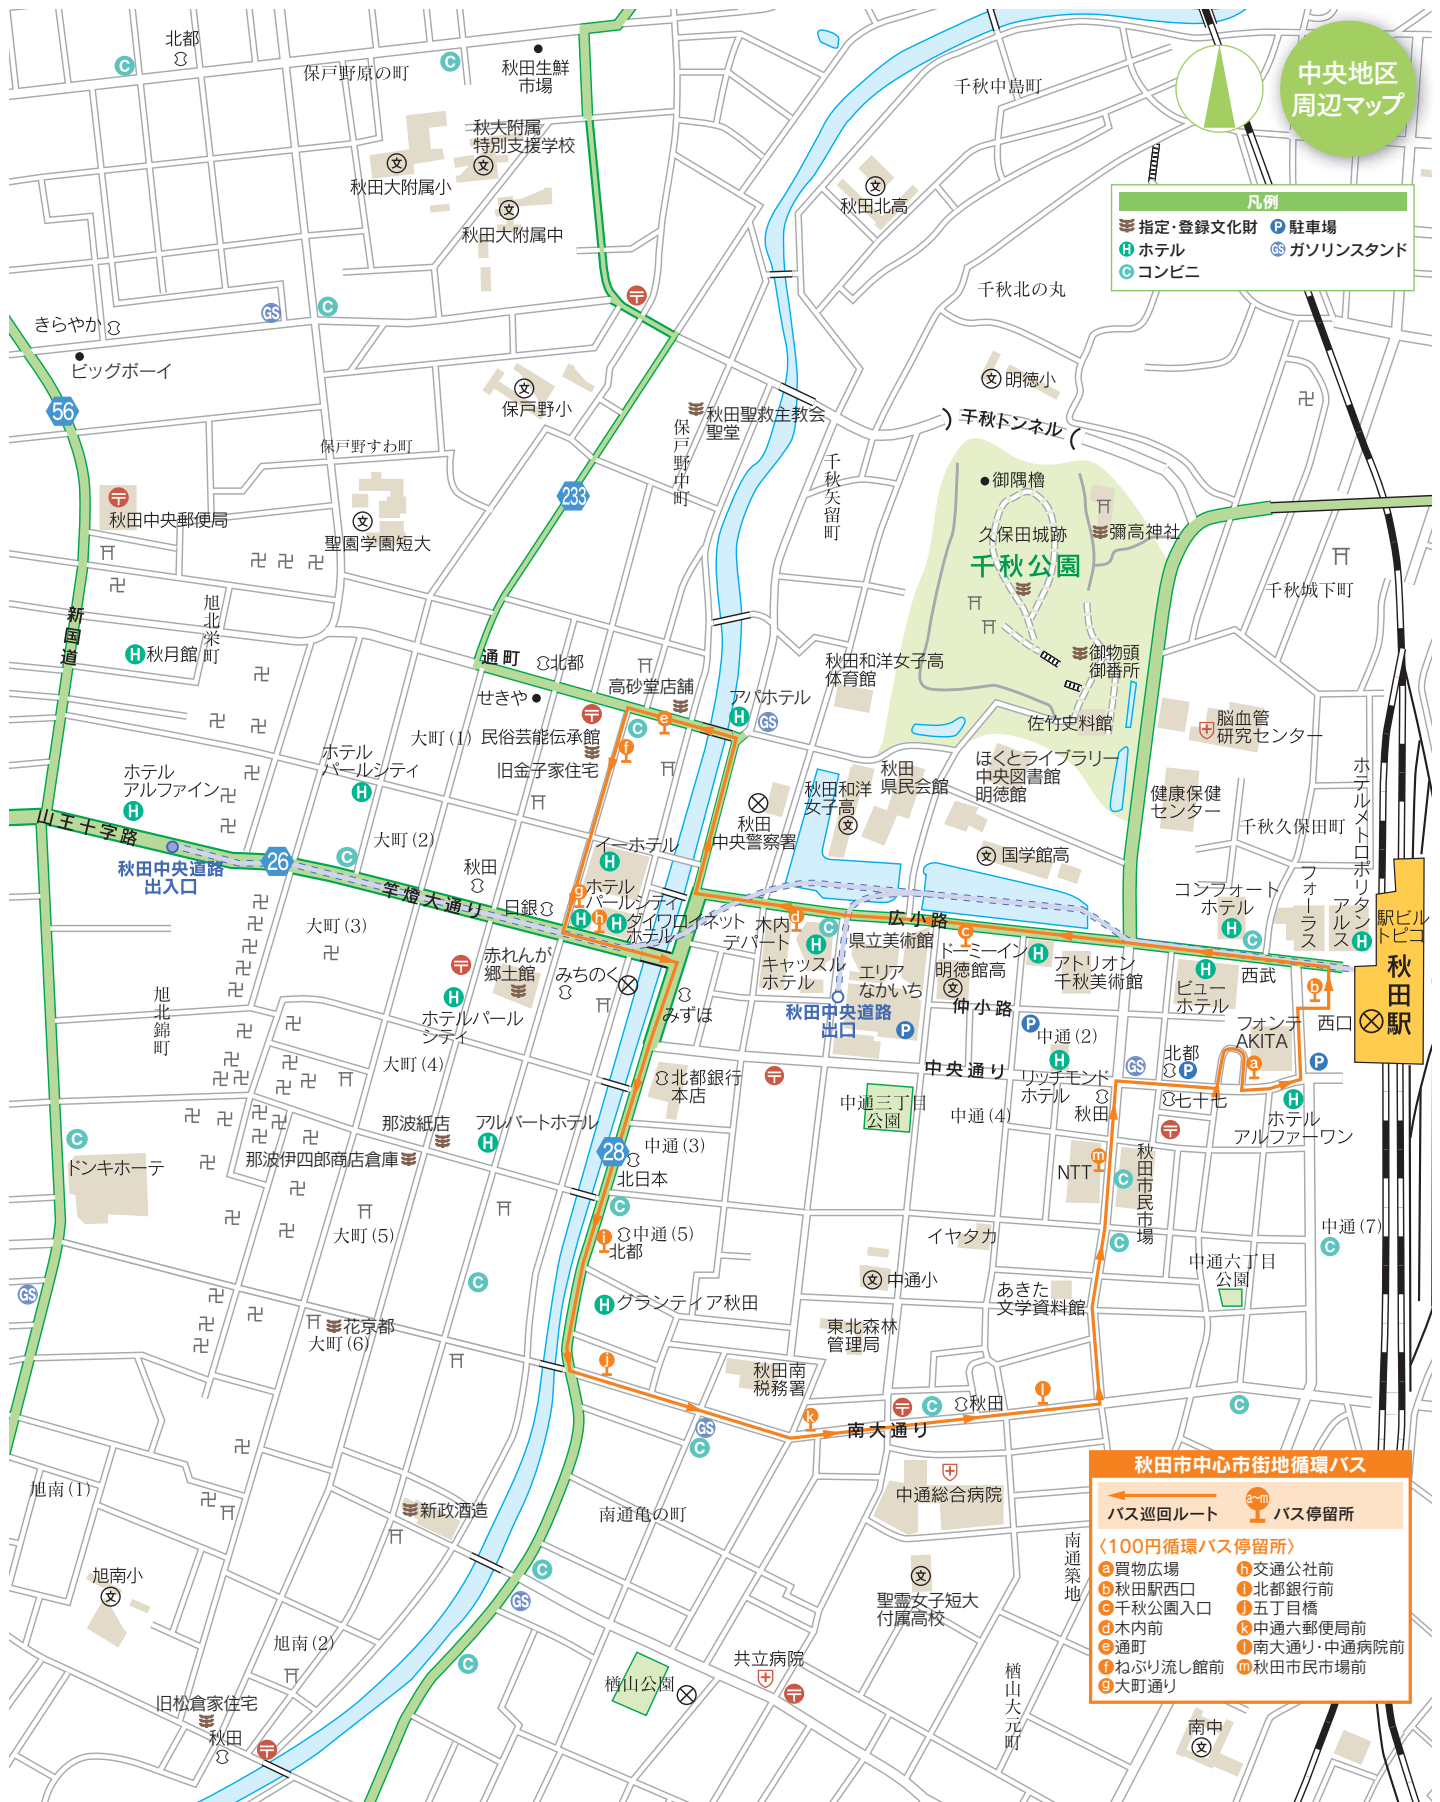 中央地区
周辺マップ
凡例
指定・登録文化財
駐車場
ホテル
ガソリンスタンド
コンビニ
北都
保戸野原の町
秋田生鮮
市場
千秋中島町
秋大附属
特別支援学校
秋田大附属小
秋田大附属中
秋田北高
千秋北の丸
きらやか
ビッグボーイ
保戸野小
明徳小
秋田聖救主教会
聖堂
千秋トンネル
56
保戸野すわ町
保戸野中町
千秋矢留町
御隅櫓
233
秋田中央郵便局
聖園学園短大
久保田城跡
彌高神社
千秋公園
千秋城下町
新国道
旭北栄町
秋月館
通町
北都
秋田和洋女子高
体育館
御物頭
御番所
せきや
高砂堂店舗
アパホテル
佐竹史料館
脳血管
研究センター
大町(1)
民俗芸能伝承館
旧金子家住宅
ホテル
パールシティ
ホテル
アルファイン
秋田
県民会館
ほくとライブラリー
中央図書館
明徳館
健康保健
センター
ホテルメトロポリタン
秋田和洋
女子高
秋田
中央警察署
千秋久保田町
山王十字路
大町(2)
秋田中央道路
出入口
26
イーホテル
国学館高
秋田
ホテル
パールシティ
竿燈大通り
日銀
ダイワロイネット
ホテル
木内
デパート
広小路
コンフォート
ホテル
フォーラス
アルス
駅ビル
トピコ
大町(3)
県立美術館
ドーミーイン
明徳館高
アトリオン
千秋美術館
西武
赤れんが
郷土館
みちのく
キャッスル
ホテル
エリア
なかいち
ビュー
ホテル
秋田駅
秋田中央道路
出口
仲小路
西口
旭北錦町
ホテルパール
シティ
みずほ
中通(2)
フォンテ
AKITA
大町(4)
北都銀行
本店
中央通り
リッチモンド
ホテル
北都
秋田
七十七
ホテル
アルファーワン
那波紙店
アルバートホテル
中通三丁目
公園
中通(4)
28
中通(3)
那波伊四郎商店倉庫
ドンキホーテ
北日本
NTT
秋田市民市場
大町(5)
中通(5)
北都
イヤタカ
中通(7)
中通六丁目
公園
中通小
グランティア秋田
あきた
文学資料館
花京都
大町(6)
東北森林
管理局
秋田南
税務署
秋田
南大通り
旭南(1)
新政酒造
南通亀の町
中通総合病院
南通築地
旭南小
聖霊女子短大
付属高校
旭南(2)
楢山公園
共立病院
楢山大元町
旧松倉家住宅
秋田
南中
秋田市中心市街地循環バス
バス巡回ルート
a~m
バス停留所
〈100円循環バス停留所〉
a買物広場
b秋田駅西口
c千秋公園入口
d木内前
e通町
fねぶり流し館前
g大町通り
h交通公社前
i北都銀行前
j五丁目橋
k中通六郵便局前
l南大通り・中通病院前
m秋田市民市場前